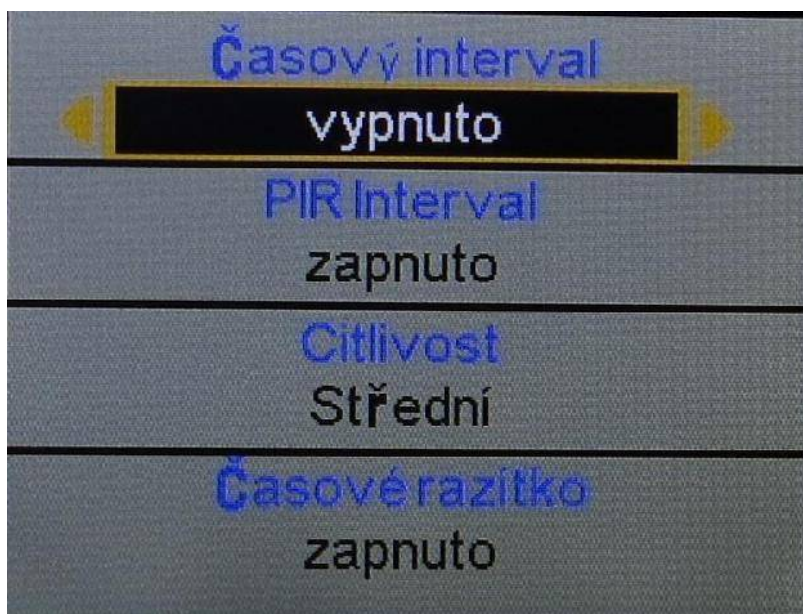 Časový interval
vypnuto
PIR Interval
zapnuto
Citlivost
Střední
Časové razítko
zapnuto